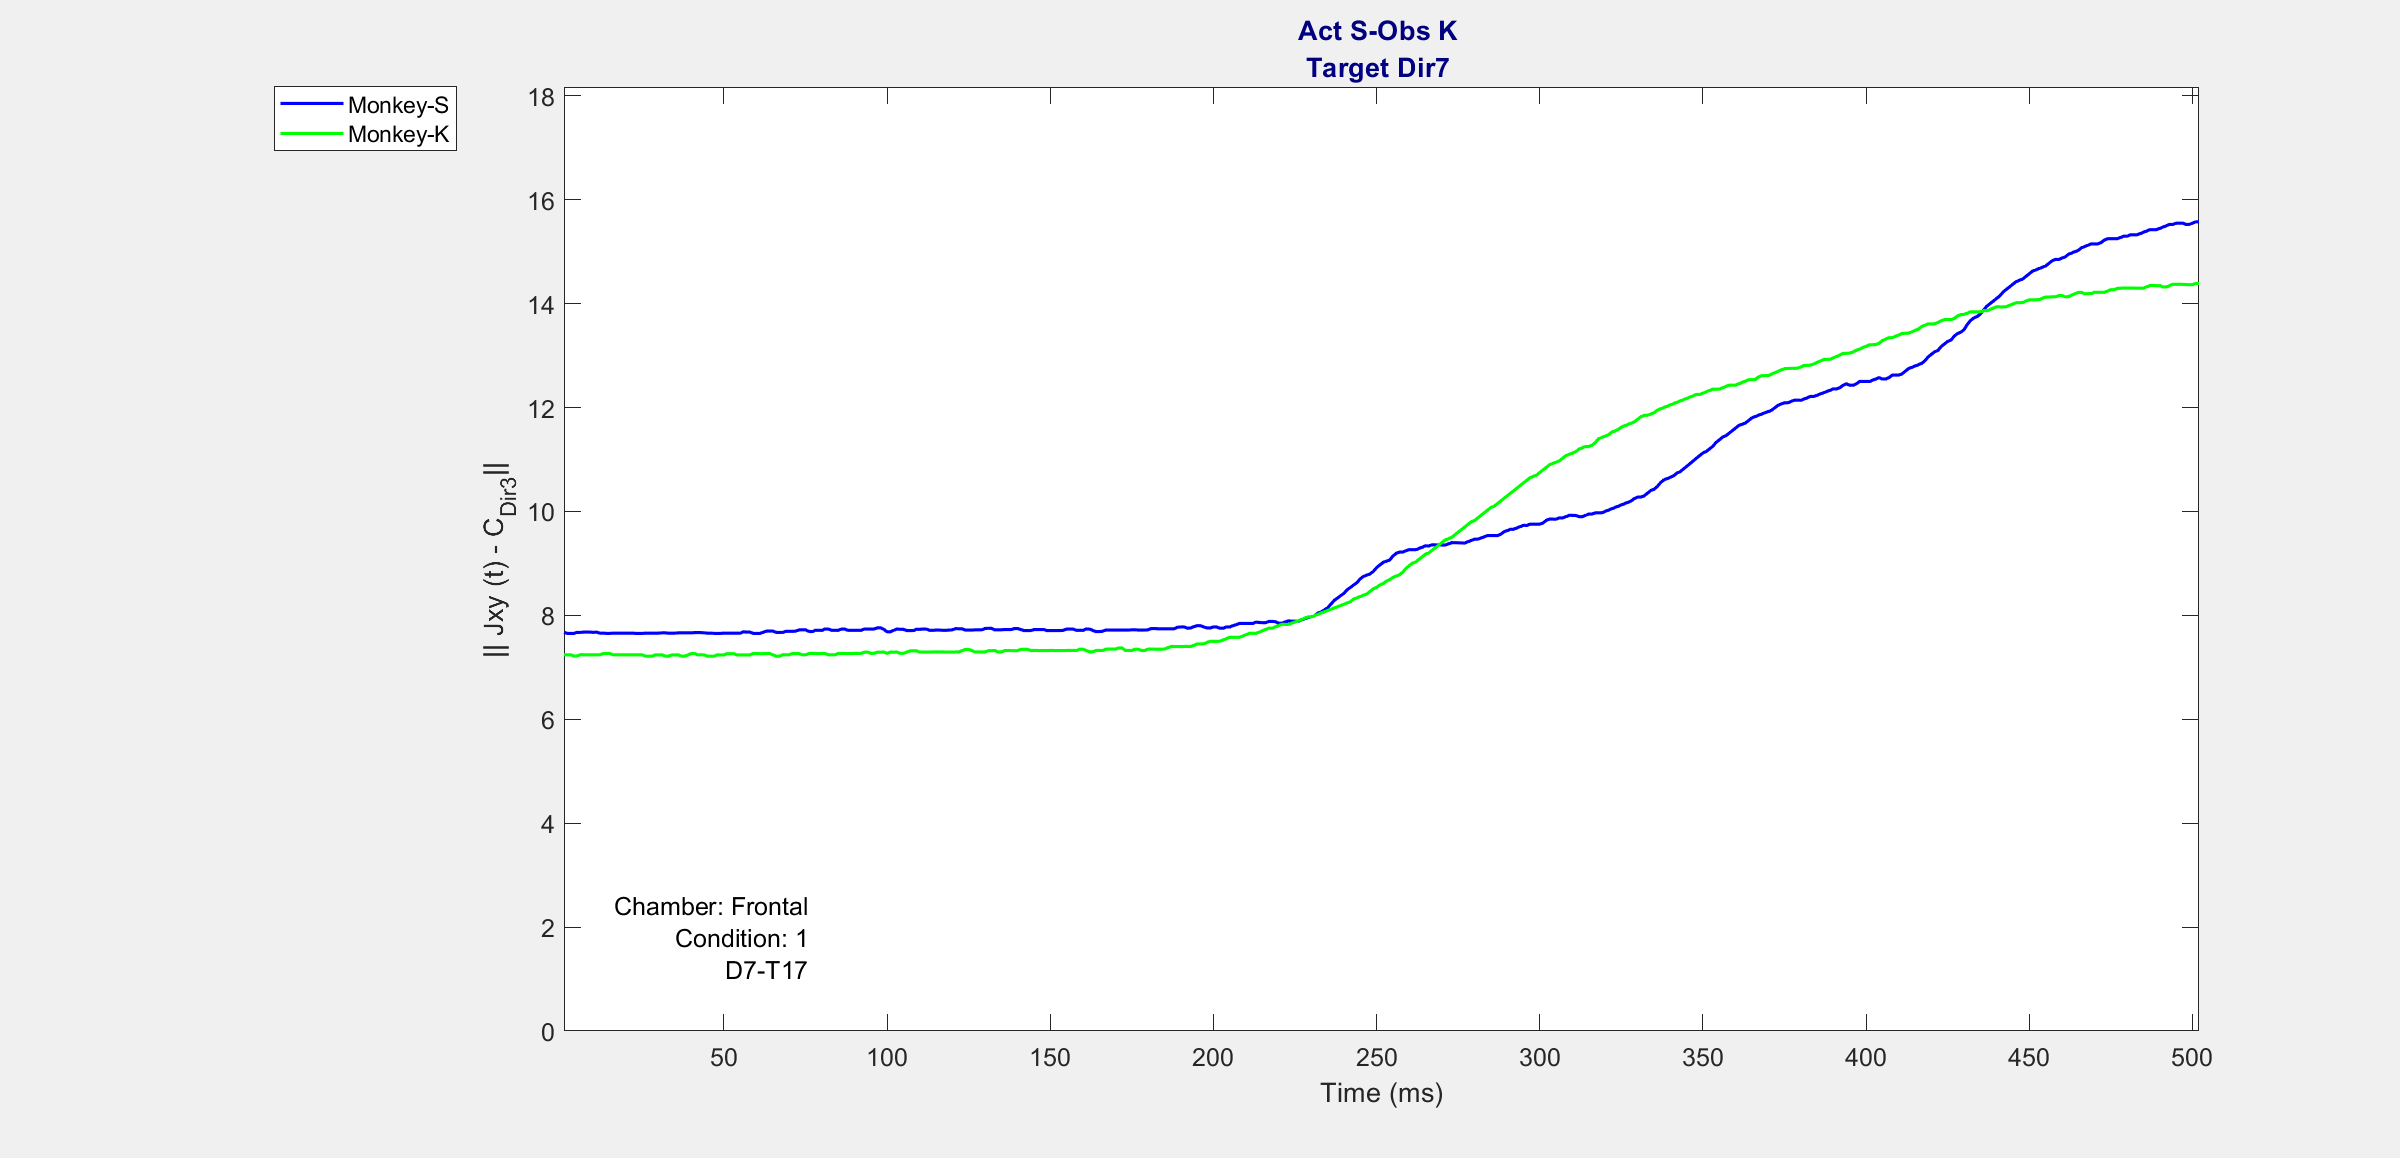 Act S-Obs K
Target Dir7
Monkey-S
Monkey-K
18
16
14
12
10
8
6
4
2
0
|| Jxy (t) - C_Dir3||
Chamber: Frontal
Condition: 1
D7-T17
50 100 150 200 250 300 350 400 450 500
Time (ms)